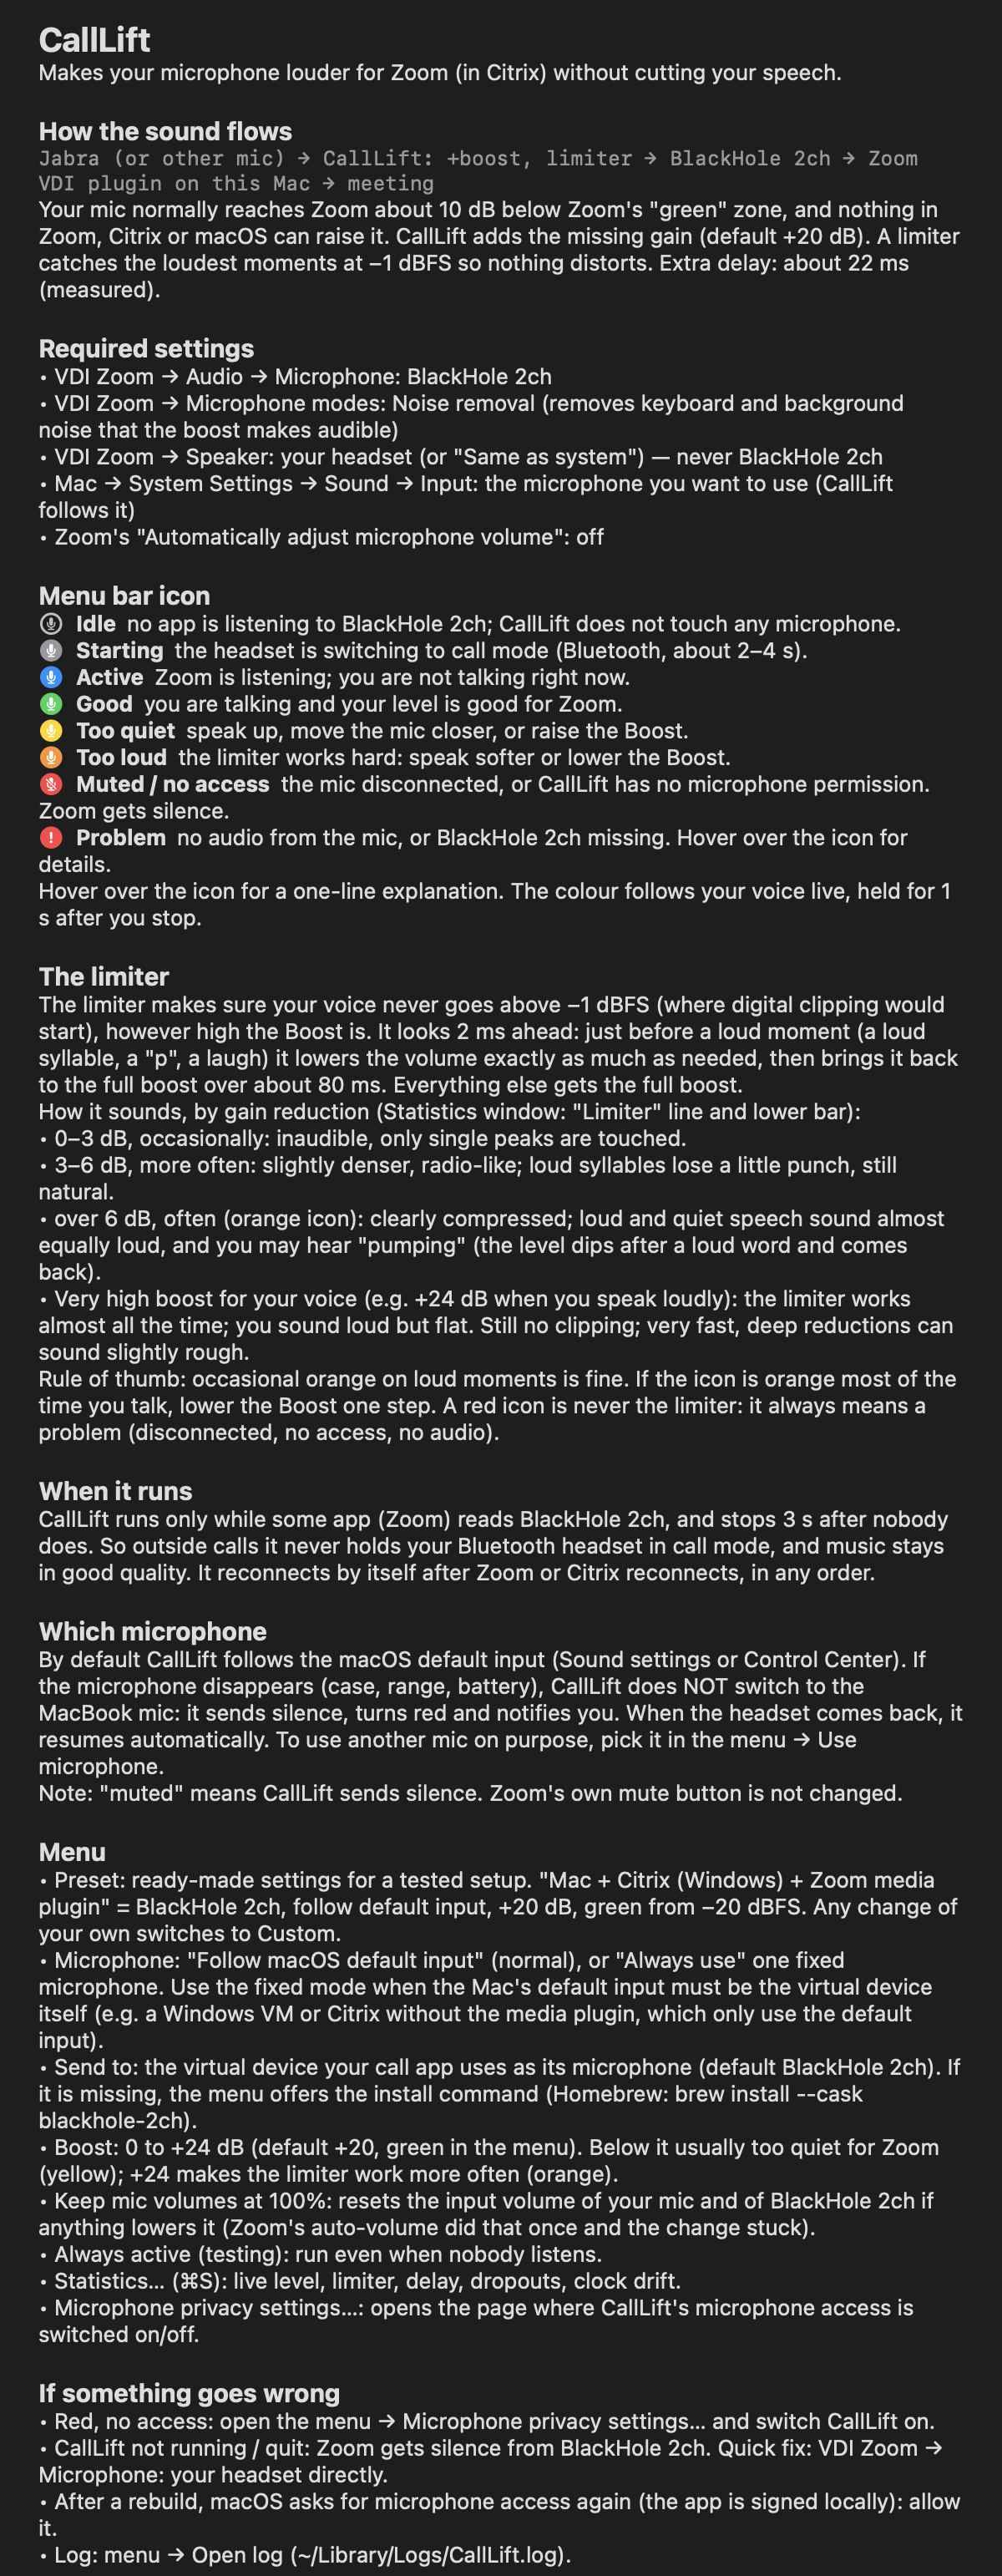 CallLift
Makes your microphone louder for Zoom (in Citrix) without cutting your speech.
How the sound flows
Jabra (or other mic) → CallLift: +boost, limiter → BlackHole 2ch → Zoom
VDI plugin on this Mac → meeting
Your mic normally reaches Zoom about 10 dB below Zoom's "green" zone, and nothing in
Zoom, Citrix or macOS can raise it. CallLift adds the missing gain (default +20 dB). A limiter
catches the loudest moments at −1 dBFS so nothing distorts. Extra delay: about 22 ms
(measured).
Required settings
• VDI Zoom → Audio → Microphone: BlackHole 2ch
• VDI Zoom → Microphone modes: Noise removal (removes keyboard and background
noise that the boost makes audible)
• VDI Zoom → Speaker: your headset (or "Same as system") — never BlackHole 2ch
• Mac → System Settings → Sound → Input: the microphone you want to use (CallLift
follows it)
• Zoom's "Automatically adjust microphone volume": off
Menu bar icon
Idle no app is listening to BlackHole 2ch; CallLift does not touch any microphone.
Starting the headset is switching to call mode (Bluetooth, about 2–4 s).
Active Zoom is listening; you are not talking right now.
Good you are talking and your level is good for Zoom.
Too quiet speak up, move the mic closer, or raise the Boost.
Too loud the limiter works hard: speak softer or lower the Boost.
Muted / no access the mic disconnected, or CallLift has no microphone permission.
Zoom gets silence.
Problem no audio from the mic, or BlackHole 2ch missing. Hover over the icon for
details.
Hover over the icon for a one-line explanation. The colour follows your voice live, held for 1
s after you stop.
The limiter
The limiter makes sure your voice never goes above −1 dBFS (where digital clipping would
start), however high the Boost is. It looks 2 ms ahead: just before a loud moment (a loud
syllable, a "p", a laugh) it lowers the volume exactly as much as needed, then brings it back
to the full boost over about 80 ms. Everything else gets the full boost.
How it sounds, by gain reduction (Statistics window: "Limiter" line and lower bar):
• 0–3 dB, occasionally: inaudible, only single peaks are touched.
• 3–6 dB, more often: slightly denser, radio-like; loud syllables lose a little punch, still
natural.
• over 6 dB, often (orange icon): clearly compressed; loud and quiet speech sound almost
equally loud, and you may hear "pumping" (the level dips after a loud word and comes
back).
• Very high boost for your voice (e.g. +24 dB when you speak loudly): the limiter works
almost all the time; you sound loud but flat. Still no clipping; very fast, deep reductions can
sound slightly rough.
Rule of thumb: occasional orange on loud moments is fine. If the icon is orange most of the
time you talk, lower the Boost one step. A red icon is never the limiter: it always means a
problem (disconnected, no access, no audio).
When it runs
CallLift runs only while some app (Zoom) reads BlackHole 2ch, and stops 3 s after nobody
does. So outside calls it never holds your Bluetooth headset in call mode, and music stays
in good quality. It reconnects by itself after Zoom or Citrix reconnects, in any order.
Which microphone
By default CallLift follows the macOS default input (Sound settings or Control Center). If
the microphone disappears (case, range, battery), CallLift does NOT switch to the
MacBook mic: it sends silence, turns red and notifies you. When the headset comes back, it
resumes automatically. To use another mic on purpose, pick it in the menu → Use
microphone.
Note: "muted" means CallLift sends silence. Zoom's own mute button is not changed.
Menu
• Preset: ready-made settings for a tested setup. "Mac + Citrix (Windows) + Zoom media
plugin" = BlackHole 2ch, follow default input, +20 dB, green from −20 dBFS. Any change of
your own switches to Custom.
• Microphone: "Follow macOS default input" (normal), or "Always use" one fixed
microphone. Use the fixed mode when the Mac's default input must be the virtual device
itself (e.g. a Windows VM or Citrix without the media plugin, which only use the default
input).
• Send to: the virtual device your call app uses as its microphone (default BlackHole 2ch). If
it is missing, the menu offers the install command (Homebrew: brew install --cask
blackhole-2ch).
• Boost: 0 to +24 dB (default +20, green in the menu). Below it usually too quiet for Zoom
(yellow); +24 makes the limiter work more often (orange).
• Keep mic volumes at 100%: resets the input volume of your mic and of BlackHole 2ch if
anything lowers it (Zoom's auto-volume did that once and the change stuck).
• Always active (testing): run even when nobody listens.
• Statistics... (⌘S): live level, limiter, delay, dropouts, clock drift.
• Microphone privacy settings...: opens the page where CallLift's microphone access is
switched on/off.
If something goes wrong
• Red, no access: open the menu → Microphone privacy settings... and switch CallLift on.
• CallLift not running / quit: Zoom gets silence from BlackHole 2ch. Quick fix: VDI Zoom →
Microphone: your headset directly.
• After a rebuild, macOS asks for microphone access again (the app is signed locally): allow
it.
• Log: menu → Open log (~/Library/Logs/CallLift.log).